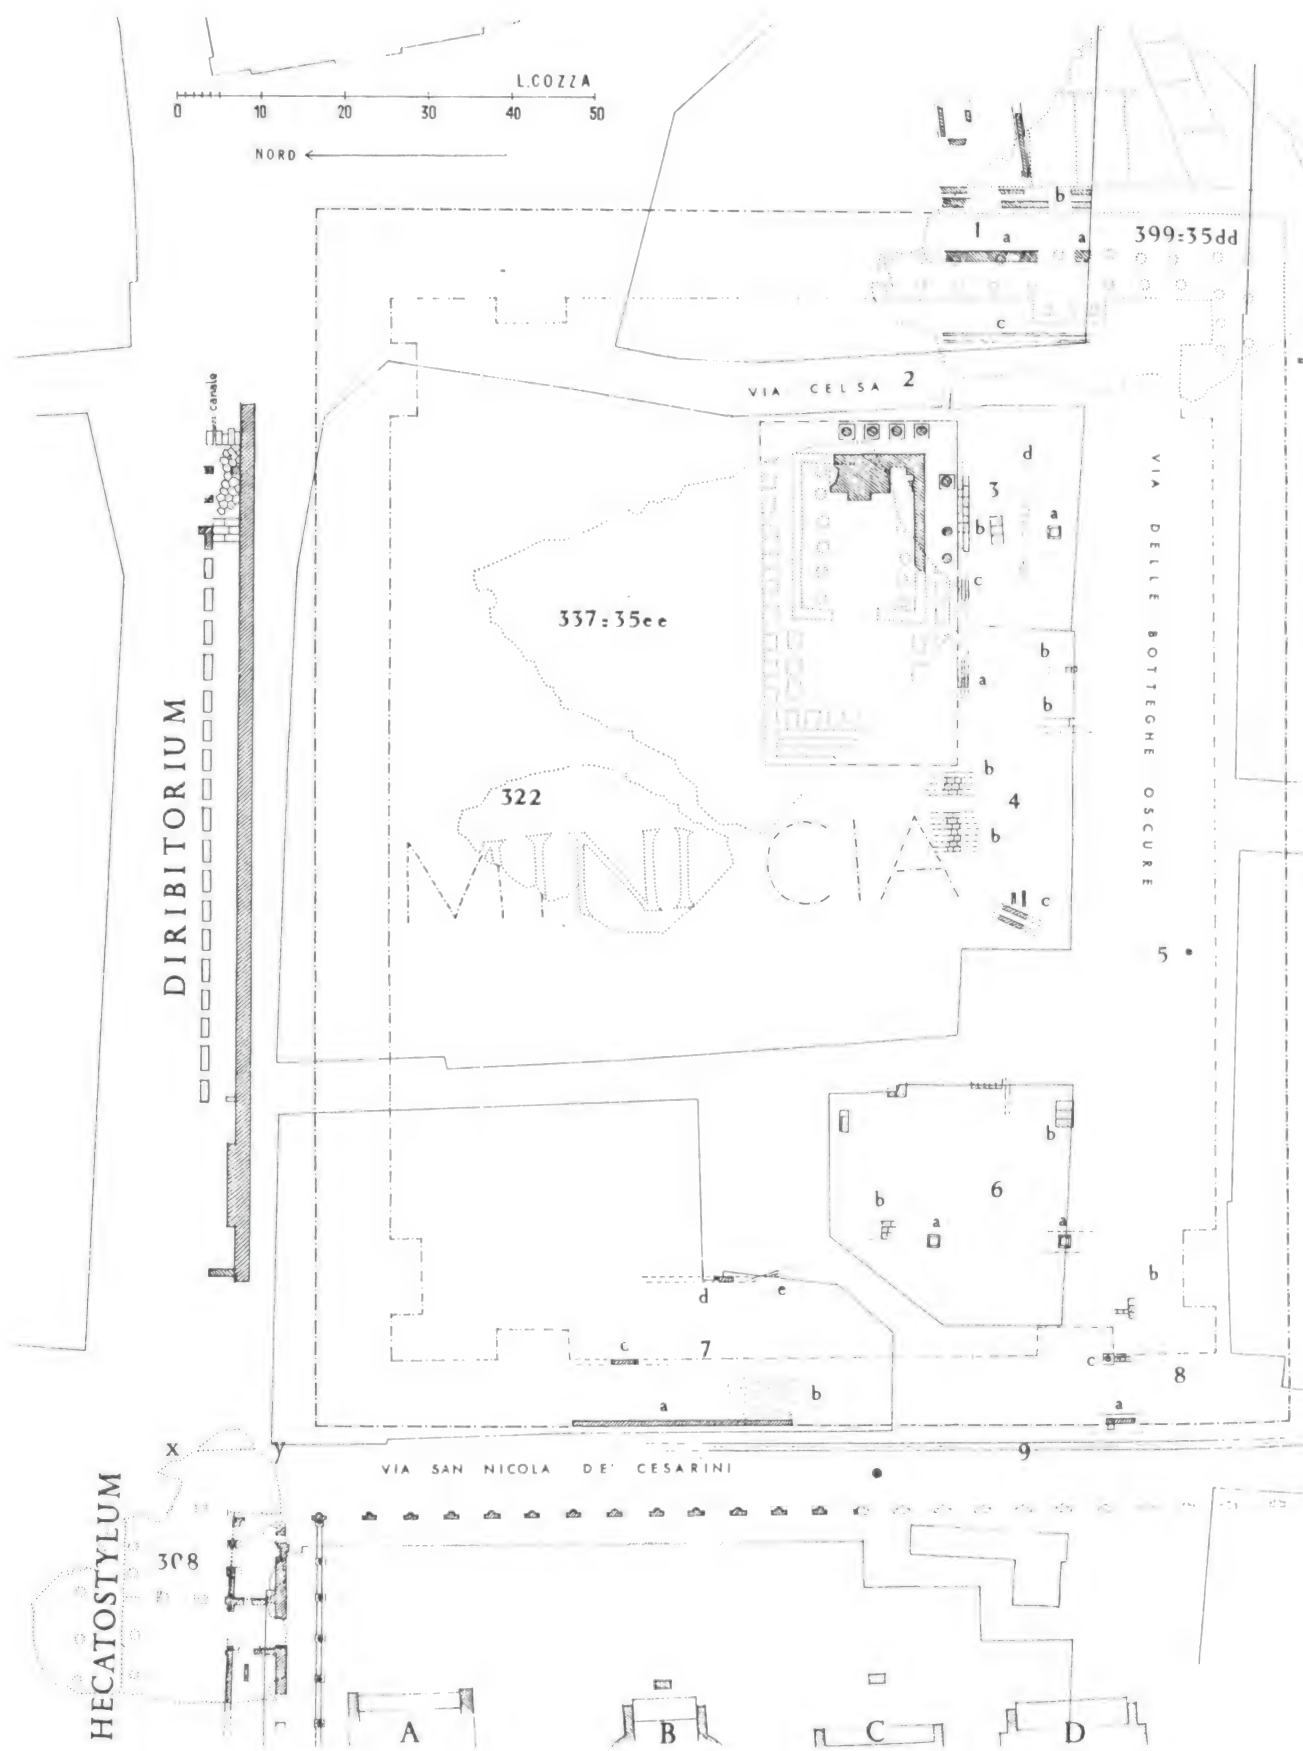 L.COZZA
0 10 20 30 40 50
NORD
b
1 a a 399=35dd
c
canale
VIA CELSA 2
d
3
a
b
c
337=35ee
b
a
b
VIA DELLE BOTTEGHE OSCURE
DIRIBITORIUM
b
322
4
b
MINICIA
c
5
b
6
b
a a
b
d e
c 7
c 8
b
a a
x y
9
VIA SAN NICOLA DE' CESARINI
HECATOSTYLUM
308
A B C D